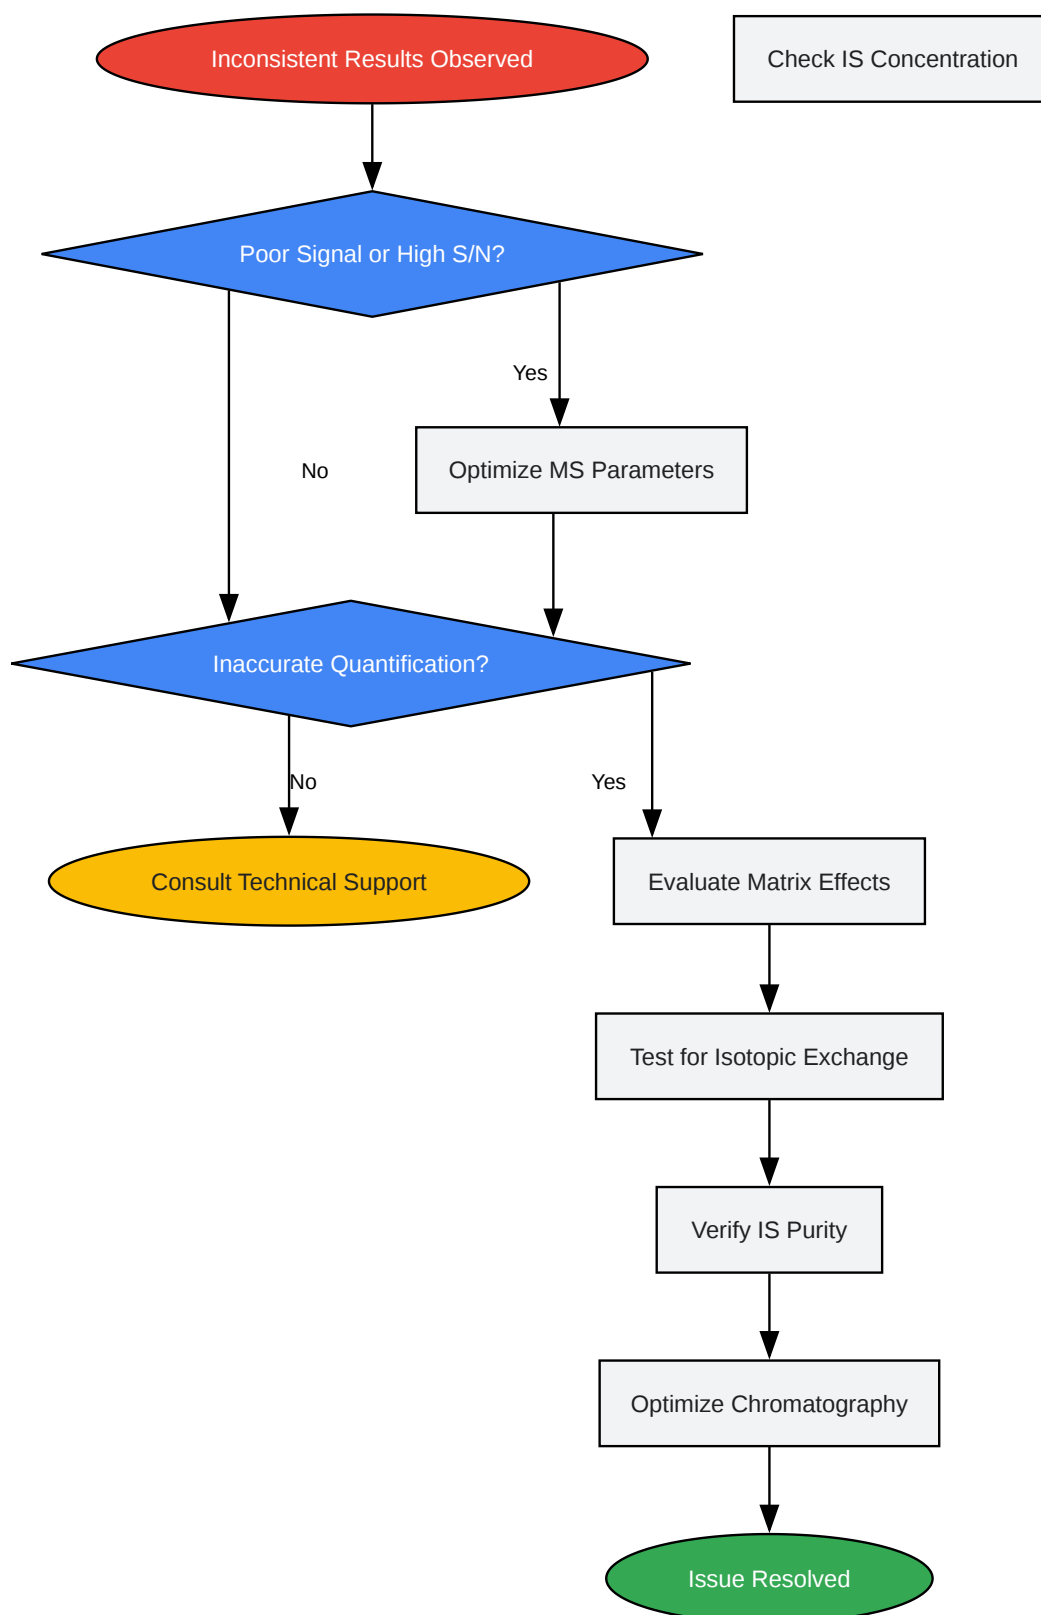 Inconsistent Results Observed
Check IS Concentration
Poor Signal or High S/N?
Yes
Optimize MS Parameters
No
Inaccurate Quantification?
No
Yes
Consult Technical Support
Evaluate Matrix Effects
Test for Isotopic Exchange
Verify IS Purity
Optimize Chromatography
Issue Resolved